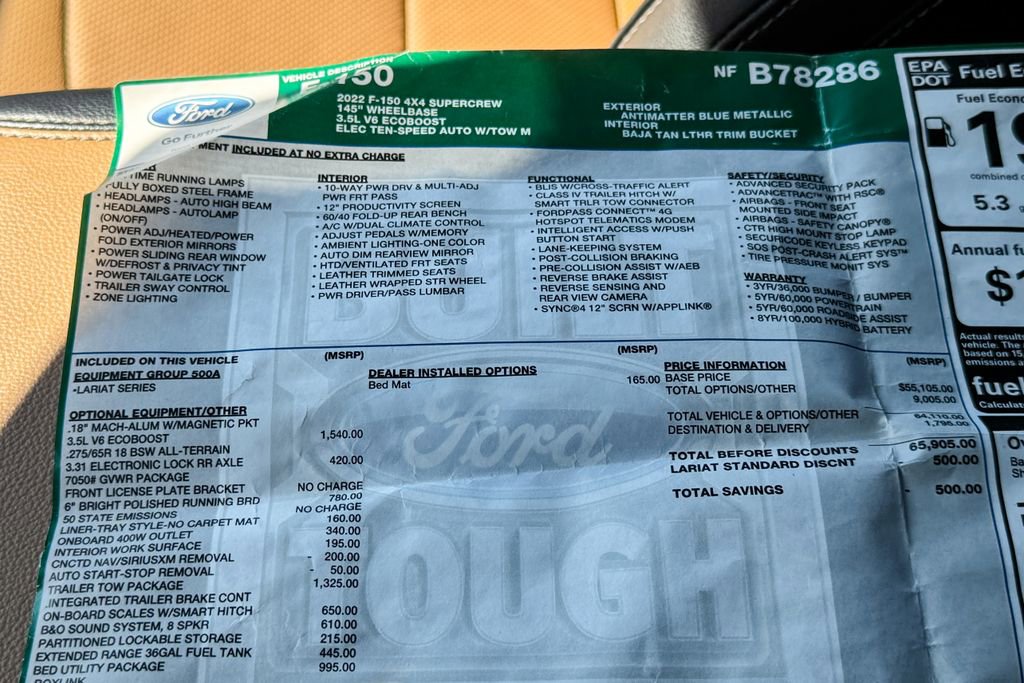 Ford
Go Further
VEHICLE DESCRIPTION
F-150
2022 F-150 4X4 SUPERCREW
145" WHEELBASE
3.5L V6 ECOBOOST
ELEC TEN-SPEED AUTO W/TOW M
NF B78286
EXTERIOR
ANTIMATTER BLUE METALLIC
INTERIOR
BAJA TAN LTHR TRIM BUCKET
MENT INCLUDED AT NO EXTRA CHARGE
TIME RUNNING LAMPS
FULLY BOXED STEEL FRAME
• HEADLAMPS - AUTO HIGH BEAM
• HEADLAMPS - AUTOLAMP
(ON/OFF)
• POWER ADJ/HEATED/POWER
FOLD EXTERIOR MIRRORS
• POWER SLIDING REAR WINDOW
W/DEFROST & PRIVACY TINT
• POWER TAILGATE LOCK
• TRAILER SWAY CONTROL
• ZONE LIGHTING
INTERIOR
• 10-WAY PWR DRV & MULTI-ADJ
PWR FRT PASS
• 12" PRODUCTIVITY SCREEN
• 60/40 FOLD-UP REAR BENCH
• A/C W/DUAL CLIMATE CONTROL
• ADJUST PEDALS W/MEMORY
• AMBIENT LIGHTING-ONE COLOR
• AUTO DIM REARVIEW MIRROR
• HTD/VENTILATED FRT SEATS
• LEATHER TRIMMED SEATS
• LEATHER WRAPPED STR WHEEL
• PWR DRIVER/PASS LUMBAR
FUNCTIONAL
• BLIS W/CROSS-TRAFFIC ALERT
• CLASS IV TRAILER HITCH W/
SMART TRLR TOW CONNECTOR
• FORDPASS CONNECT™ 4G
HOTSPOT TELEMATICS MODEM
• INTELLIGENT ACCESS W/PUSH
BUTTON START
• LANE-KEEPING SYSTEM
• POST-COLLISION BRAKING
• PRE-COLLISION ASSIST W/AEB
• REVERSE BRAKE ASSIST
• REVERSE SENSING AND
REAR VIEW CAMERA
• SYNC®4 12" SCRN W/APPLINK®
SAFETY/SECURITY
• ADVANCED SECURITY PACK
• ADVANCETRAC™ WITH RSC®
• AIRBAGS - FRONT SEAT
MOUNTED SIDE IMPACT
• AIRBAGS - SAFETY CANOPY®
• CTR HIGH MOUNT STOP LAMP
• SECURICODE KEYLESS KEYPAD
• SOS POST-CRASH ALERT SYS™
• TIRE PRESSURE MONIT SYS
WARRANTY
• 3YR/36,000 BUMPER / BUMPER
• 5YR/60,000 POWERTRAIN
• 5YR/60,000 ROADSIDE ASSIST
• 8YR/100,000 HYBRID BATTERY
INCLUDED ON THIS VEHICLE (MSRP)
EQUIPMENT GROUP 500A
•LARIAT SERIES
OPTIONAL EQUIPMENT/OTHER
.18" MACH-ALUM W/MAGNETIC PKT 1,540.00
3.5L V6 ECOBOOST
.275/65R 18 BSW ALL-TERRAIN 420.00
3.31 ELECTRONIC LOCK RR AXLE
7050# GVWR PACKAGE NO CHARGE
FRONT LICENSE PLATE BRACKET 780.00
6" BRIGHT POLISHED RUNNING BRD NO CHARGE
50 STATE EMISSIONS 160.00
LINER-TRAY STYLE-NO CARPET MAT 340.00
ONBOARD 400W OUTLET 195.00
INTERIOR WORK SURFACE - 200.00
CNCTD NAV/SIRIUSXM REMOVAL - 50.00
AUTO START-STOP REMOVAL 1,325.00
TRAILER TOW PACKAGE
.INTEGRATED TRAILER BRAKE CONT 650.00
ON-BOARD SCALES W/SMART HITCH 610.00
B&O SOUND SYSTEM, 8 SPKR 215.00
PARTITIONED LOCKABLE STORAGE 445.00
EXTENDED RANGE 36GAL FUEL TANK 995.00
BED UTILITY PACKAGE
BOXLINK
(MSRP)
DEALER INSTALLED OPTIONS
Bed Mat 165.00
PRICE INFORMATION (MSRP)
BASE PRICE $55,105.00
TOTAL OPTIONS/OTHER 9,005.00
TOTAL VEHICLE & OPTIONS/OTHER 64,110.00
DESTINATION & DELIVERY 1,795.00
TOTAL BEFORE DISCOUNTS 65,905.00
LARIAT STANDARD DISCNT - 500.00
TOTAL SAVINGS - 500.00
BUILT
Ford
TOUGH
EPA
DOT
Fuel E
Fuel Econo
19
combined
5.3
Annual fu
$
Actual results
vehicle. The
based on 15
emissions a
fuel
Calculat
Ov
Ba
Sh